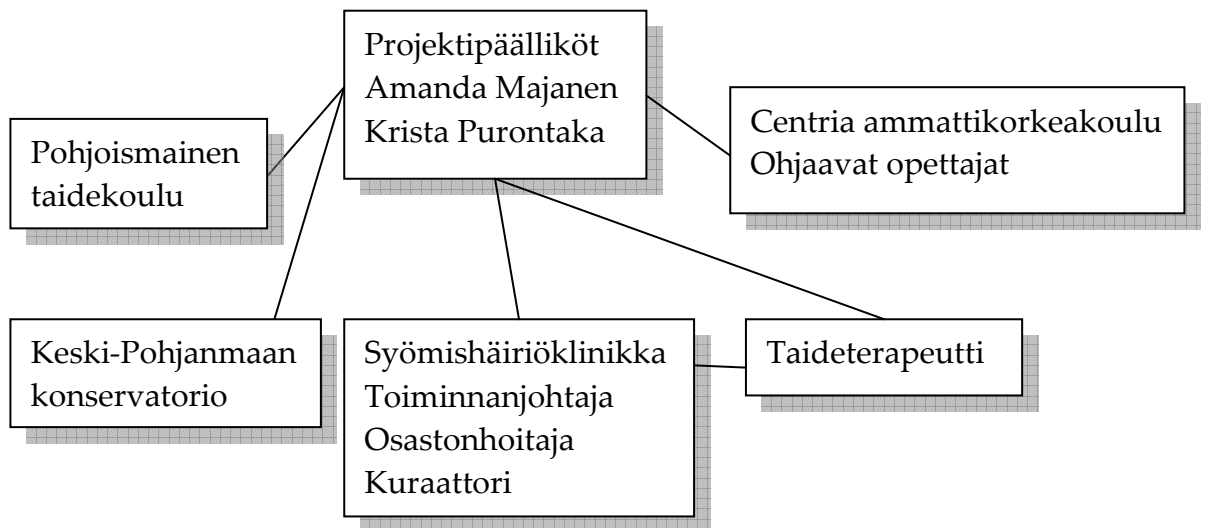 Projektipäälliköt
Amanda Majanen
Krista Purontaka
Pohjoismainen
taidekoulu
Centria ammattikorkeakoulu
Ohjaavat opettajat
Keski-Pohjanmaan
konservatorio
Syömishäiriöklinikka
Toiminnanjohtaja
Osastonhoitaja
Kuraattori
Taideterapeutti